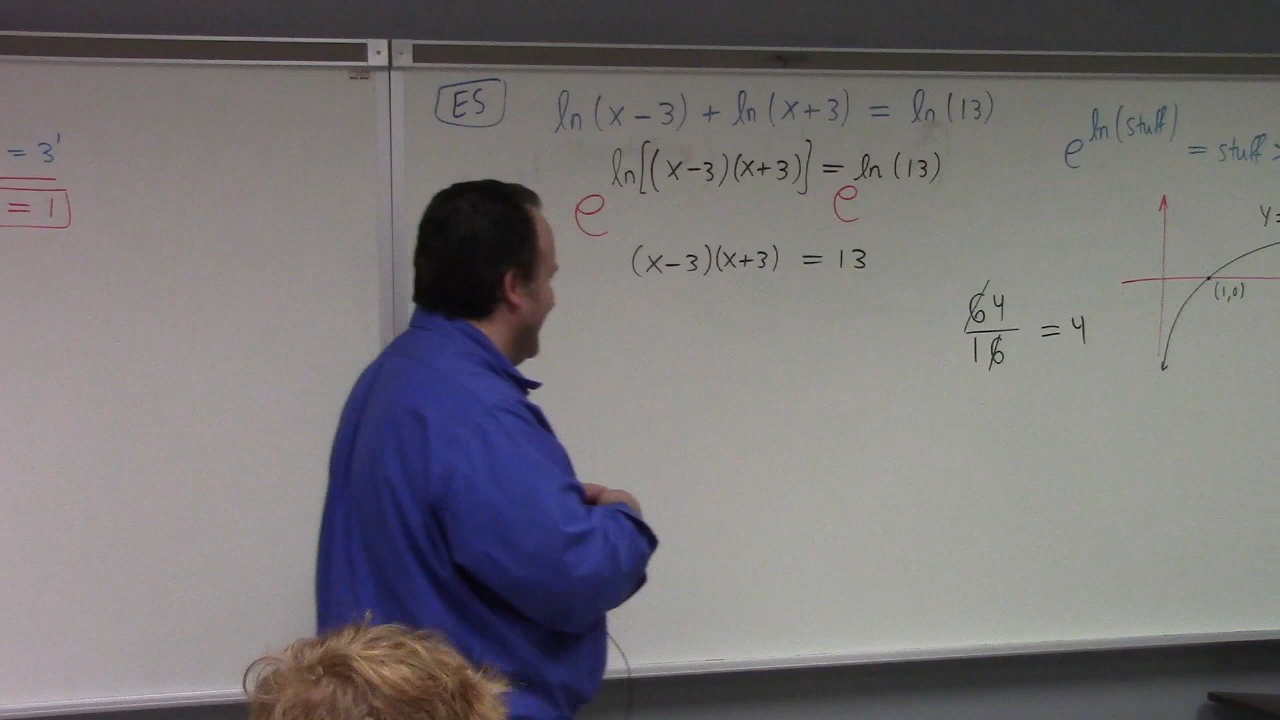 = 3'
= 1
E5 ln(x-3) + ln(x+3) = ln(13)
e^ln[(x-3)(x+3)] = e^ln(13)
(x-3)(x+3) = 13
64/16 = 4
e^ln(stuff) = stuff >
y=
(1,0)